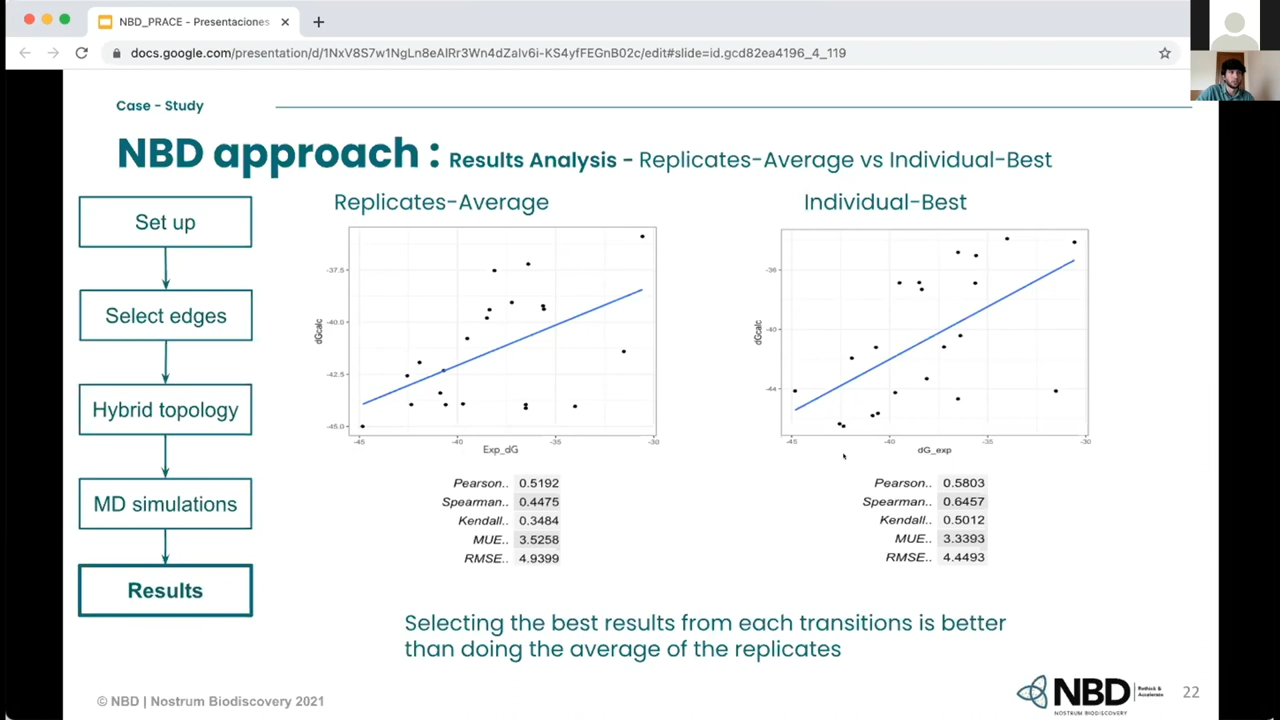 NBD_PRACE - Presentaciones
docs.google.com/presentation/d/1NxV8S7w1NgLn8eAlRr3Wn4dZalv6i-KS4yfFEGnB02c/edit#slide=id.gcd82ea4196_4_119
Case - Study
NBD approach : Results Analysis - Replicates-Average vs Individual-Best
Set up
Select edges
Hybrid topology
MD simulations
Results
Replicates-Average
dGcalc
-37.5
-40.0
-42.5
-45.0
-45 -40 -35 -30
Exp_dG
Pearson.. 0.5192
Spearman.. 0.4475
Kendall.. 0.3484
MUE.. 3.5258
RMSE.. 4.9399
Individual-Best
dGcalc
-36
-40
-44
-45 -40 -35 -30
dG_exp
Pearson.. 0.5803
Spearman.. 0.6457
Kendall.. 0.5012
MUE.. 3.3393
RMSE.. 4.4493
Selecting the best results from each transitions is better
than doing the average of the replicates
© NBD | Nostrum Biodiscovery 2021
NBD
Rethink &
Accelerate
NOSTRUM BIODISCOVERY
22